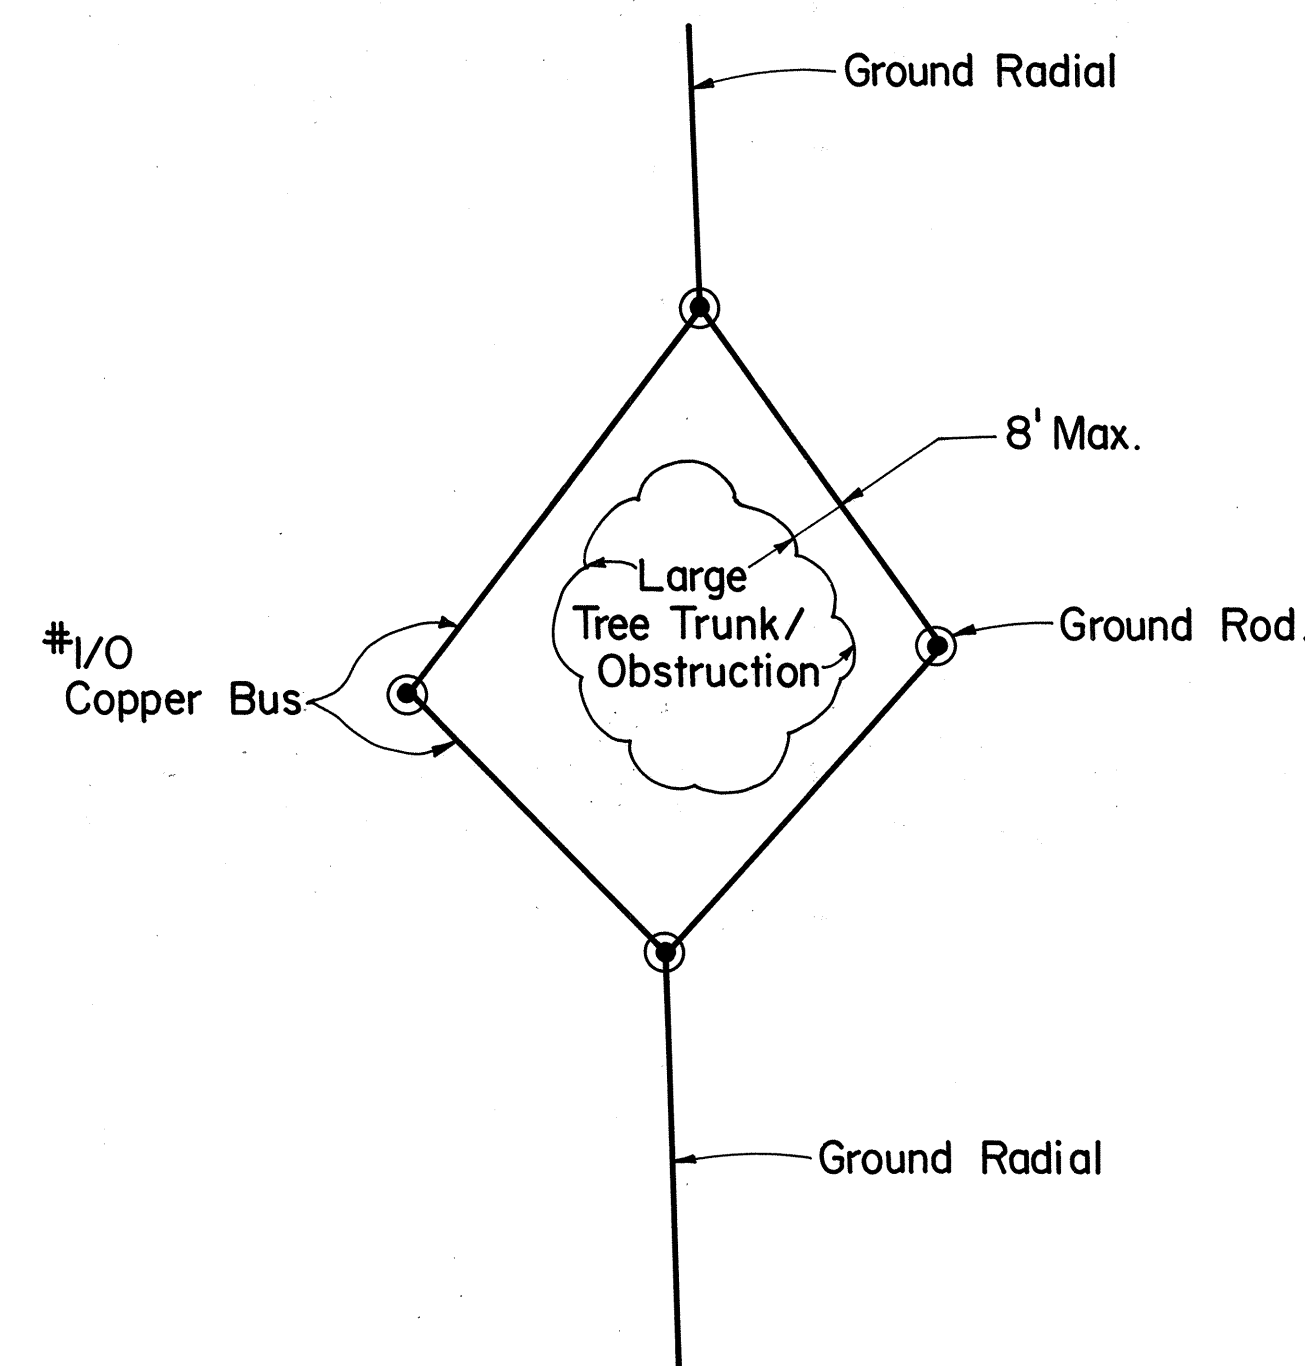 Ground Radial
8' Max.
Large
Tree Trunk/
Obstruction
Ground Rod.
#1/0
Copper Bus
Ground Radial